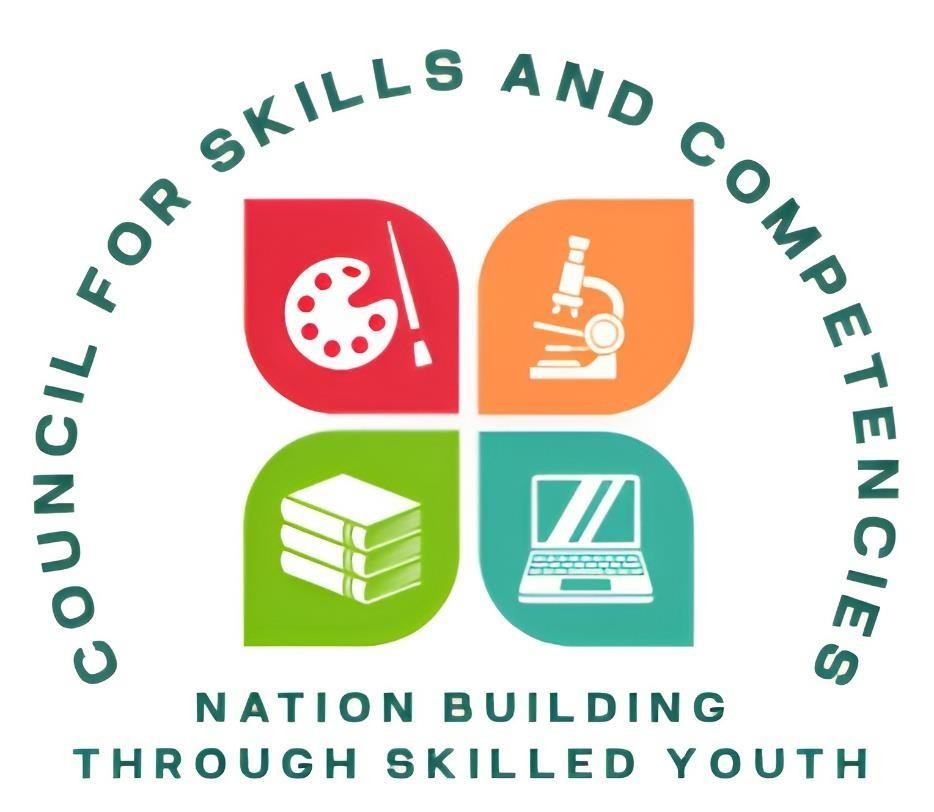 COUNCIL FOR SKILLS AND COMPETENCIES
NATION BUILDING
THROUGH SKILLED YOUTH